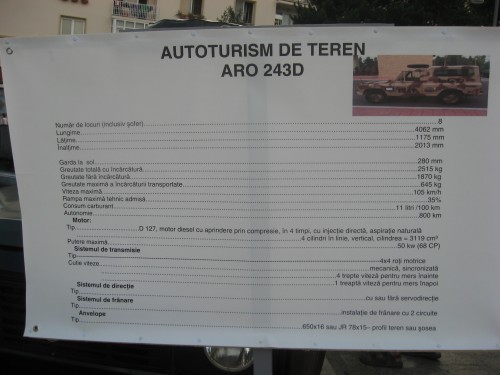 AUTOTURISM DE TEREN
ARO 243D
Număr de locuri (inclusiv şofer)........8
Lungime........4062 mm
Lăţime........1175 mm
Înălţime........2013 mm
Garda la sol........280 mm
Greutate totală cu încărcătură........2515 kg
Greutate fără încărcătură........1870 kg
Greutate maximă a încărcăturii transportate........645 kg
Viteza maximă........105 km/h
Rampa maximă tehnic admisă........35%
Consum carburant........11 litri /100 km
Autonomie........800 km
Motor:
Tip........D 127, motor diesel cu aprindere prin compresie, în 4 timpi, cu injecţie directă, aspiraţie naturală
........4 cilindri în linie, vertical, cilindrea = 3119 cm³
Putere maximă........50 kw (68 CP)
Sistemul de transmisie
Tip........4x4 roţi motrice
Cutie viteze........mecanică, sincronizată
........4 trepte viteză pentru mers înainte
........1 treaptă viteză pentru mers înapoi
Sistemul de direcţie
Tip........cu sau fără servodirecţie
Sistemul de frânare
Tip........instalaţie de frânare cu 2 circuite
Anvelope
Tip........650x16 sau JR 78x15– profil teren sau şosea